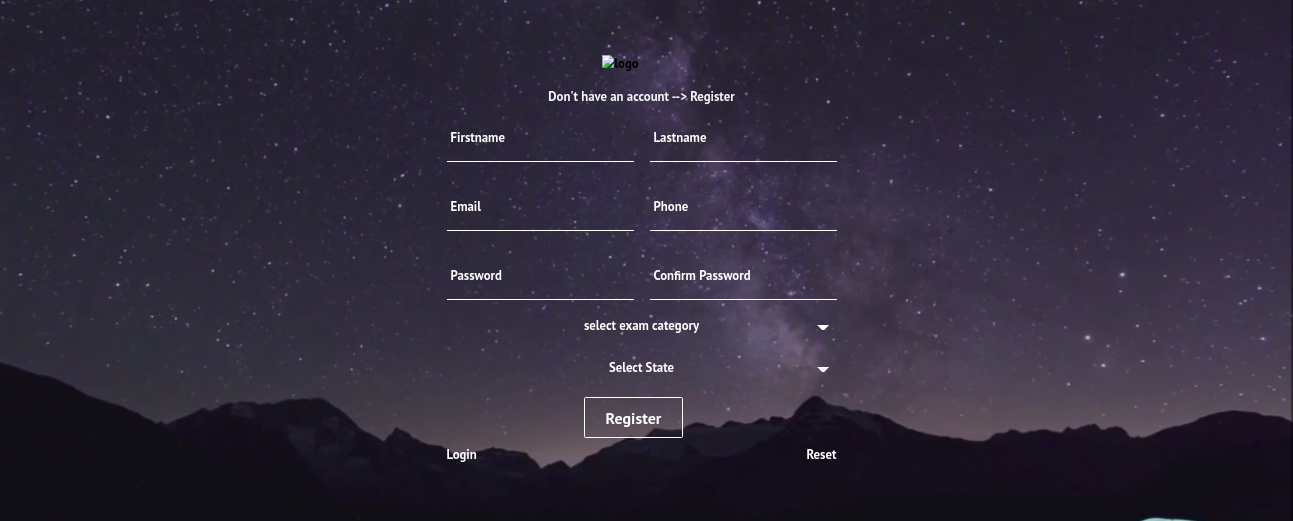 logo
Don't have an account --> Register
Firstname Lastname
Email Phone
Password Confirm Password
select exam category
Select State
Register
Login Reset